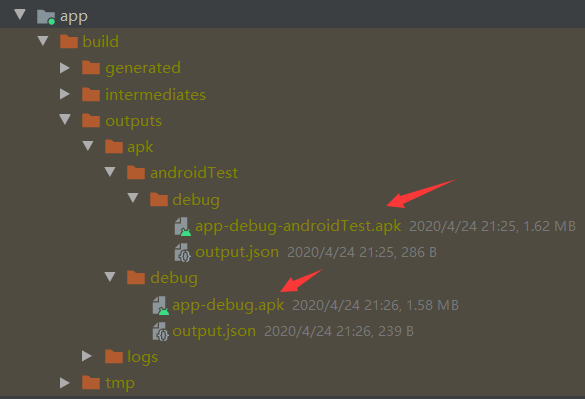 app
build
generated
intermediates
outputs
apk
androidTest
debug
app-debug-androidTest.apk 2020/4/24 21:25, 1.62 MB
output.json 2020/4/24 21:25, 286 B
debug
app-debug.apk 2020/4/24 21:26, 1.58 MB
output.json 2020/4/24 21:26, 239 B
logs
tmp